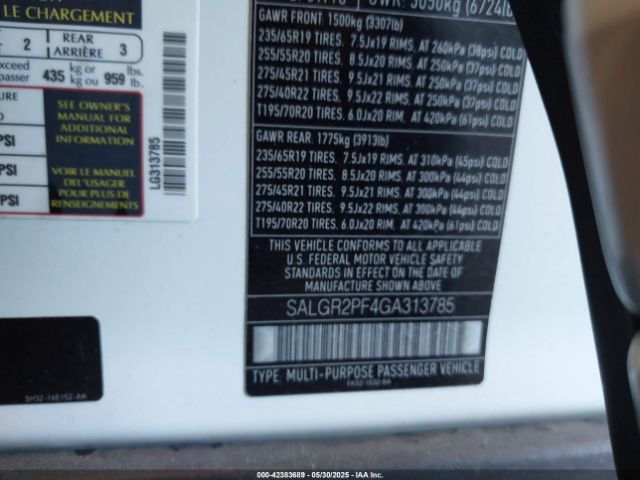 LE CHARGEMENT
2 REAR ARRIÈRE 3
exceed 435 kg or kg ou 959 lbs. lb.
PSI
PSI
PSI
SEE OWNER'S
MANUAL FOR
ADDITIONAL
INFORMATION
VOIR LE MANUEL
DE L'USAGER
POUR PLUS DE
RENSEIGNEMENTS
LG313785
5H32-16E152-AA
GVWR: 3050kg (6724lb)
GAWR FRONT: 1500kg (3307lb)
235/65R19 TIRES. 7.5Jx19 RIMS. AT 260kPa (38psi) COLD
255/55R20 TIRES. 8.5Jx20 RIMS. AT 250kPa (37psi) COLD
275/45R21 TIRES. 9.5Jx21 RIMS. AT 250kPa (37psi) COLD
275/40R22 TIRES. 9.5Jx22 RIMS. AT 250kPa (37psi) COLD
T195/70R20 TIRES. 6.0Jx20 RIMS. AT 420kPa (61psi) COLD
GAWR REAR: 1775kg (3913lb)
235/65R19 TIRES. 7.5Jx19 RIMS. AT 310kPa (45psi) COLD
255/55R20 TIRES. 8.5Jx20 RIMS. AT 300kPa (44psi) COLD
275/45R21 TIRES. 9.5Jx21 RIMS. AT 300kPa (44psi) COLD
275/40R22 TIRES. 9.5Jx22 RIMS. AT 300kPa (44psi) COLD
T195/70R20 TIRES. 6.0Jx20 RIMS. AT 420kPa (61psi) COLD
THIS VEHICLE CONFORMS TO ALL APPLICABLE
U.S. FEDERAL MOTOR VEHICLE SAFETY
STANDARDS IN EFFECT ON THE DATE OF
MANUFACTURE SHOWN ABOVE
SALGR2PF4GA313785
TYPE: MULTI-PURPOSE PASSENGER VEHICLE
000-42383689 - 05/30/2025 - IAA Inc.